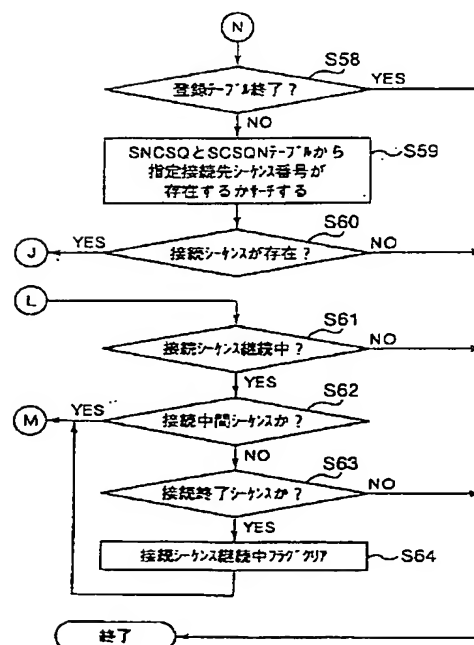 N
S58
登録テーブル終了？
YES
NO
SNCSQとSCSQNテーブルから
指定接続先シーケンス番号が
存在するかサーチする
S59
S60
YES
J
接続シーケンスが存在？
NO
L
S61
接続シーケンス継続中？
NO
YES
S62
YES
M
接続中間シーケンスか？
NO
S63
接続終了シーケンスか？
NO
YES
接続シーケンス継続中フラグクリア
S64
終了